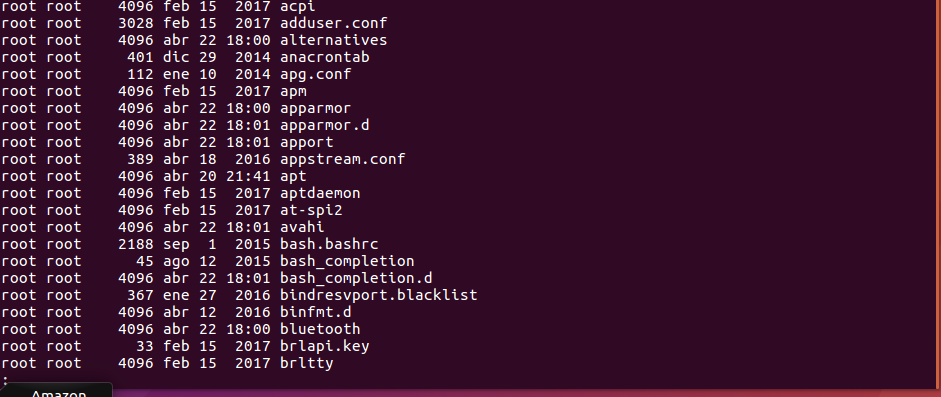 root root    4096 feb 15  2017 acpi
root root    3028 feb 15  2017 adduser.conf
root root    4096 abr 22 18:00 alternatives
root root     401 dic 29  2014 anacrontab
root root     112 ene 10  2014 apg.conf
root root    4096 feb 15  2017 apm
root root    4096 abr 22 18:00 apparmor
root root    4096 abr 22 18:01 apparmor.d
root root    4096 abr 22 18:01 apport
root root     389 abr 18  2016 appstream.conf
root root    4096 abr 20 21:41 apt
root root    4096 feb 15  2017 aptdaemon
root root    4096 feb 15  2017 at-spi2
root root    4096 abr 22 18:01 avahi
root root    2188 sep  1  2015 bash.bashrc
root root      45 ago 12  2015 bash_completion
root root    4096 abr 22 18:01 bash_completion.d
root root     367 ene 27  2016 bindresvport.blacklist
root root    4096 abr 12  2016 binfmt.d
root root    4096 abr 22 18:00 bluetooth
root root      33 feb 15  2017 brlapi.key
root root    4096 feb 15  2017 brltty
:
Amazon